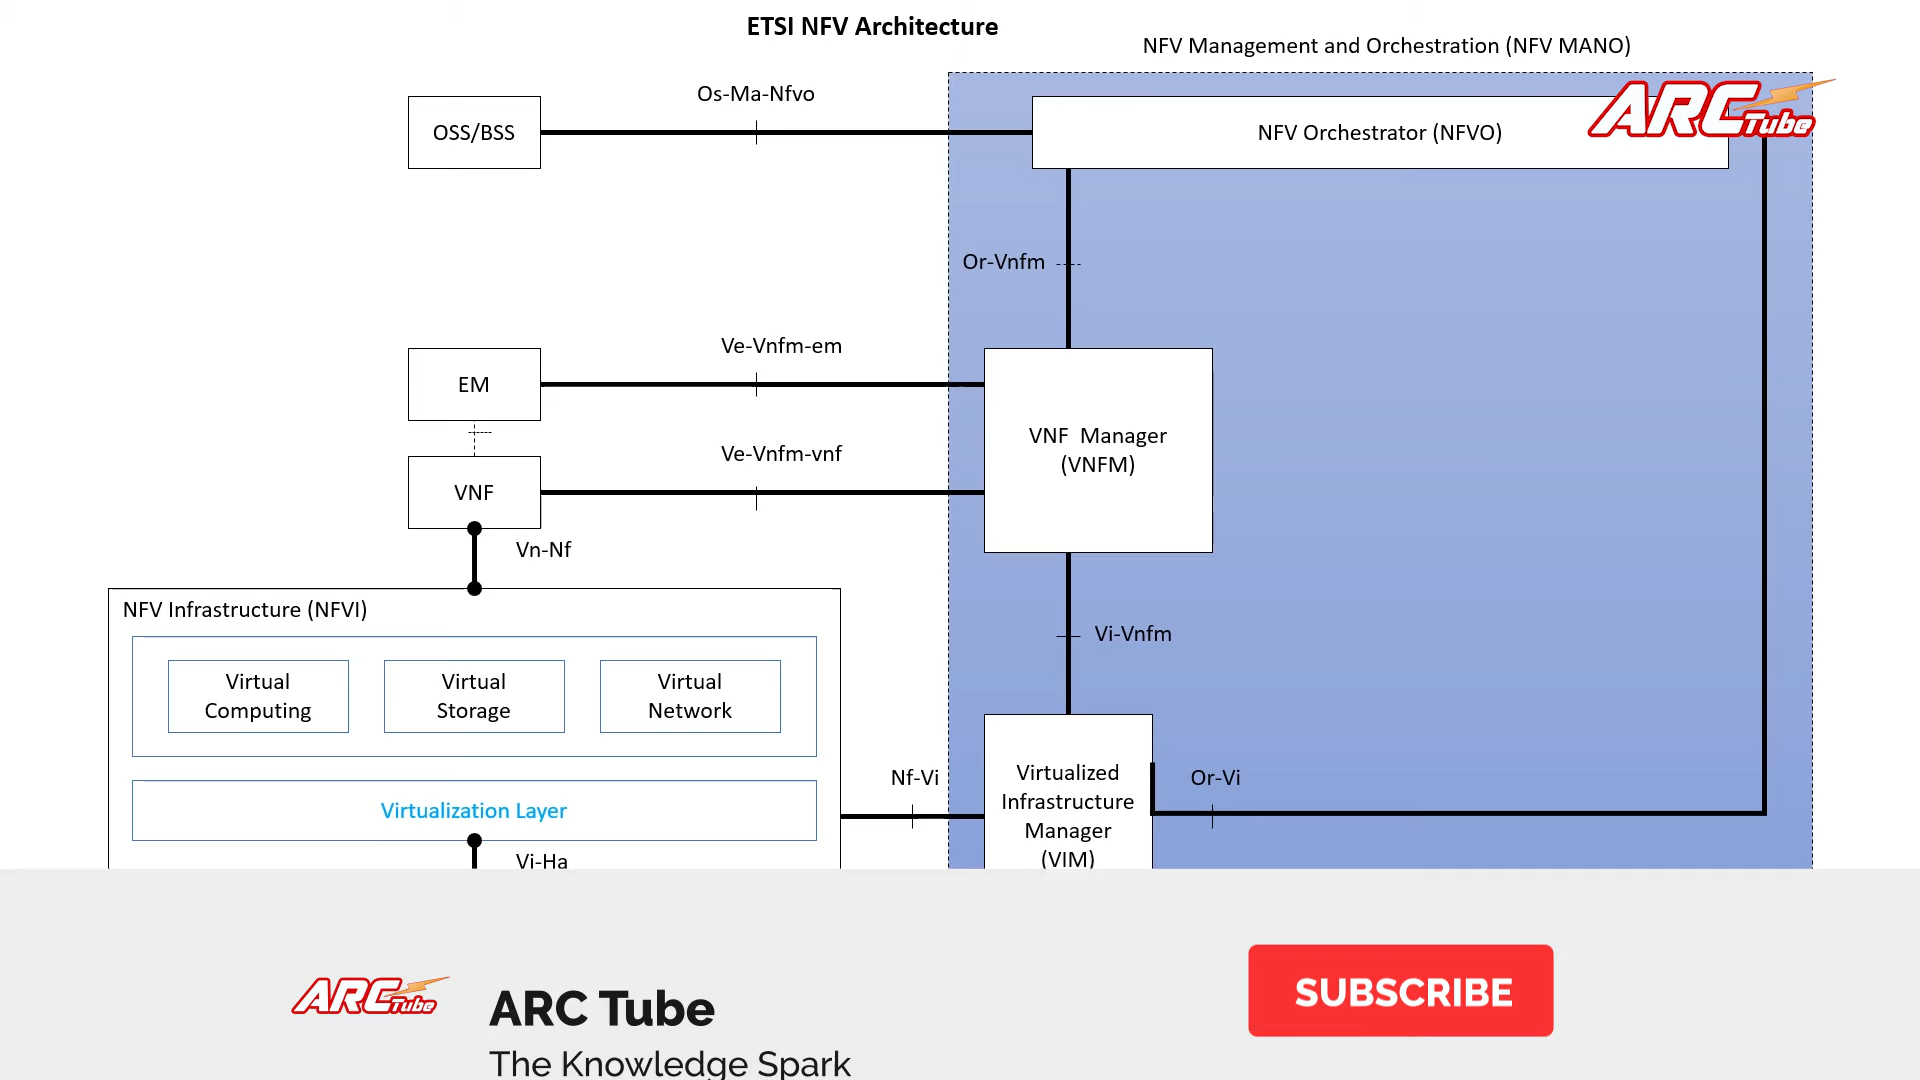 ETSI NFV Architecture
NFV Management and Orchestration (NFV MANO)
ARC Tube
Os-Ma-Nfvo
OSS/BSS
NFV Orchestrator (NFVO)
Or-Vnfm
Ve-Vnfm-em
EM
VNF Manager
(VNFM)
Ve-Vnfm-vnf
VNF
Vn-Nf
NFV Infrastructure (NFVI)
Vi-Vnfm
Virtual
Computing
Virtual
Storage
Virtual
Network
Nf-Vi
Virtualized
Infrastructure
Manager
(VIM)
Or-Vi
Virtualization Layer
Vi-Ha
ARC Tube
ARC Tube
The Knowledge Spark
SUBSCRIBE